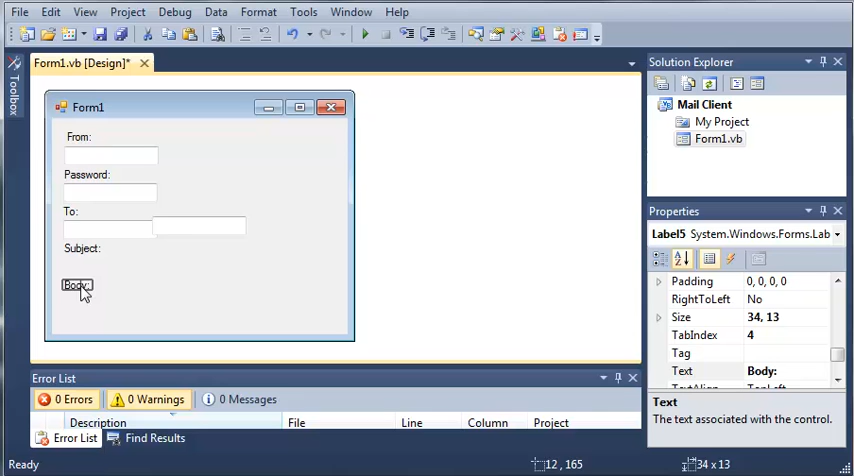 File Edit View Project Debug Data Format Tools Window Help
Form1.vb [Design]*
Toolbox
Form1
From:
Password:
To:
Subject:
Body:
Solution Explorer
Mail Client
My Project
Form1.vb
Properties
Label5 System.Windows.Forms.Lab
Padding 0, 0, 0, 0
RightToLeft No
Size 34, 13
TabIndex 4
Tag
Text Body:
TextAlign TopLeft
Text
The text associated with the control.
Error List
0 Errors 0 Warnings 0 Messages
Description File Line Column Project
Error List Find Results
Ready 12, 165 34 x 13